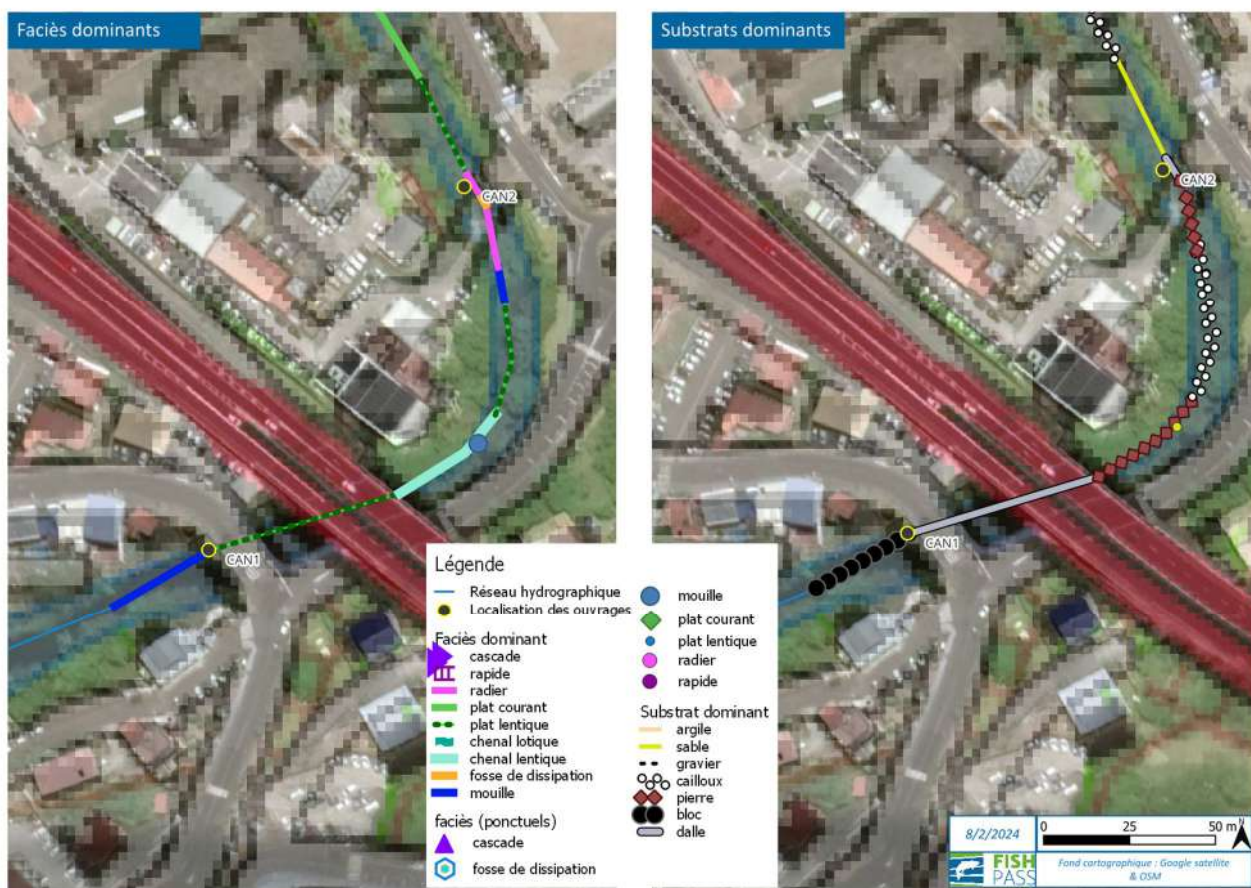 Faciès dominants
CAN2
CAN1
Substrats dominants
CAN2
CAN1
Légende
Réseau hydrographique
Localisation des ouvrages
Faciès dominant
cascade
rapide
radier
plat courant
plat lentique
chenal lotique
chenal lentique
fosse de dissipation
mouille
faciès (ponctuels)
cascade
fosse de dissipation
mouille
plat courant
plat lentique
radier
rapide
Substrat dominant
argile
sable
gravier
cailloux
pierre
bloc
dalle
8/2/2024
0 25 50 m
N
FISH
PASS
Fond cartographique : Google satellite
& OSM